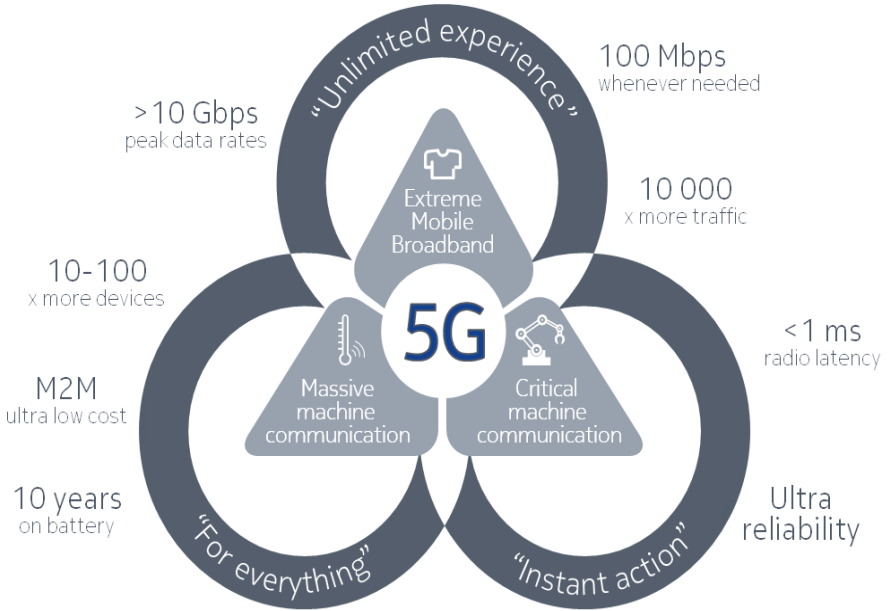 “Unlimited experience”
100 Mbps
whenever needed
>10 Gbps
peak data rates
10 000
x more traffic
Extreme
Mobile
Broadband
10-100
x more devices
5G
<1 ms
radio latency
M2M
ultra low cost
Massive
machine
communication
Critical
machine
communication
10 years
on battery
Ultra
reliability
“For everything”
“Instant action”